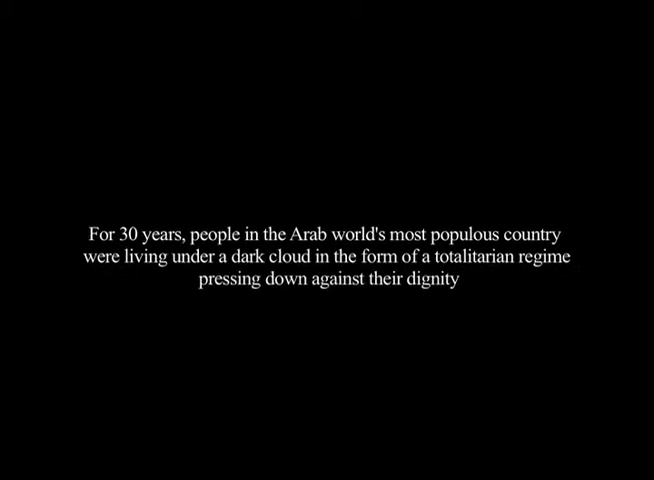 For 30 years, people in the Arab world's most populous country
were living under a dark cloud in the form of a totalitarian regime
pressing down against their dignity